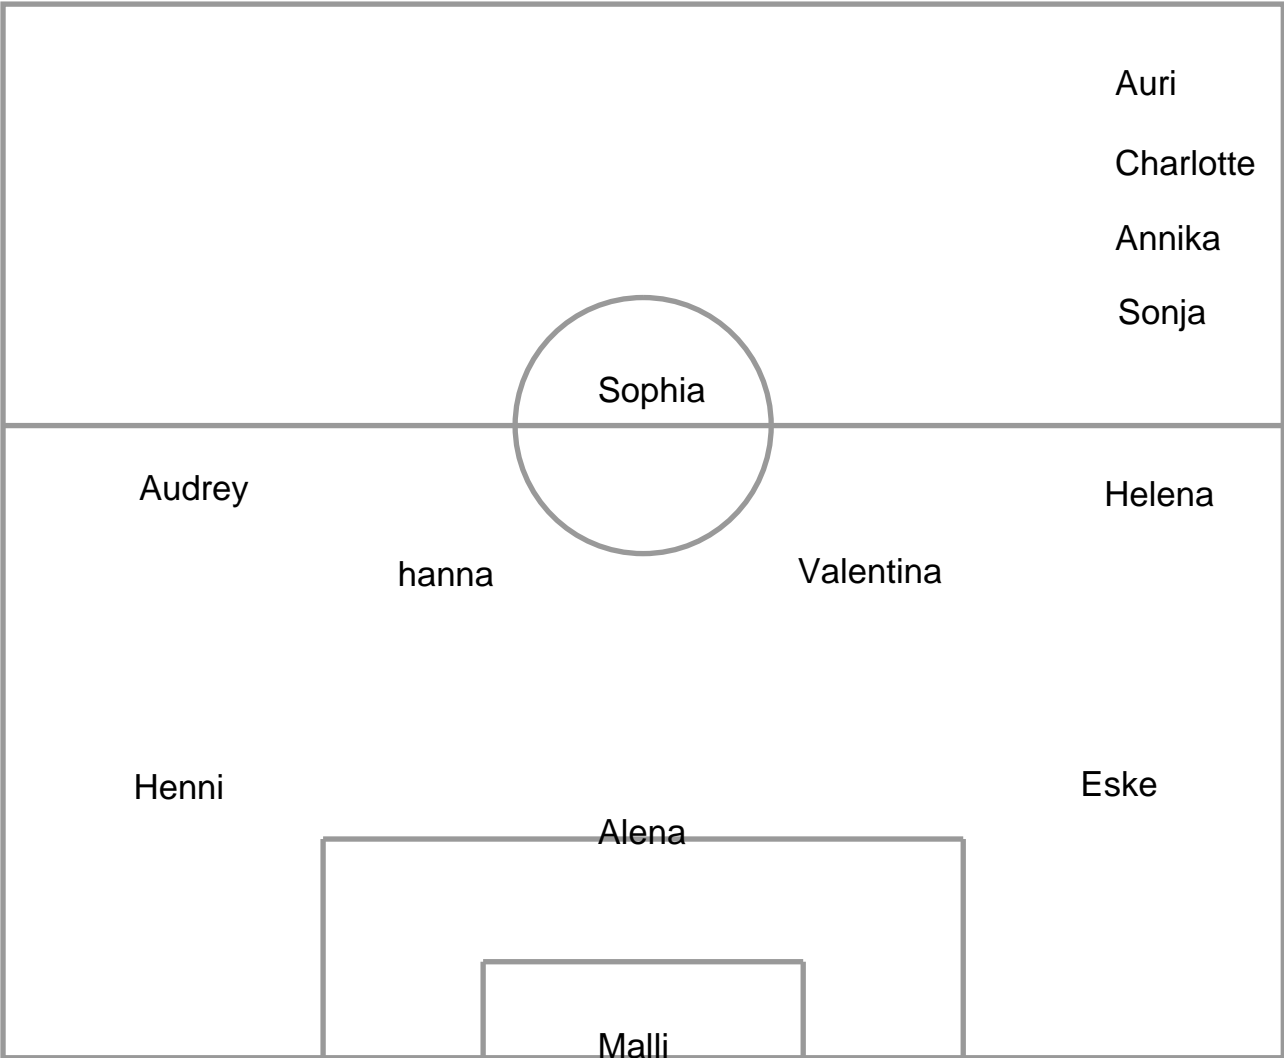 Auri
Charlotte
Annika
Sonja
Sophia
Audrey
Helena
hanna
Valentina
Henni
Eske
Alena
Malli